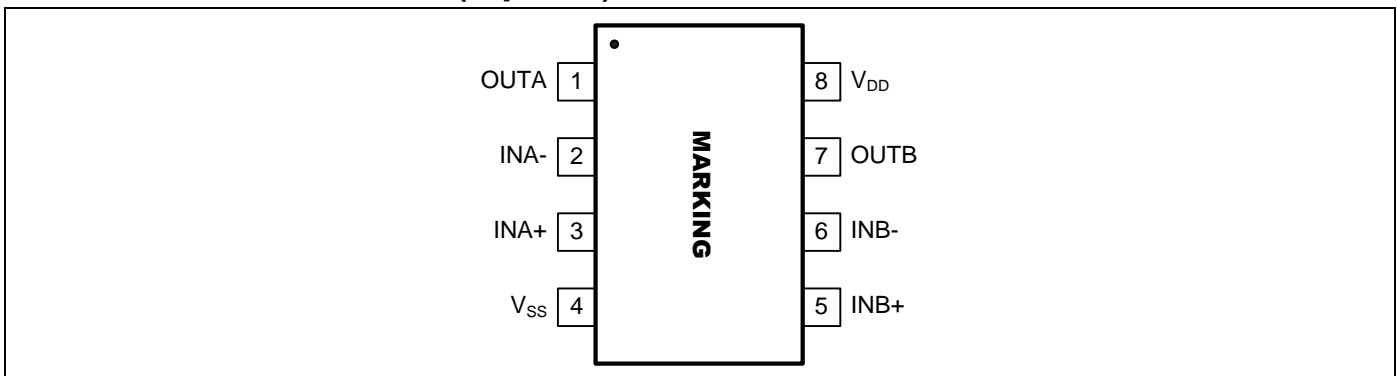 OUTA 1 8 VDD
INA- 2 MARKING 7 OUTB
INA+ 3 6 INB-
VSS 4 5 INB+